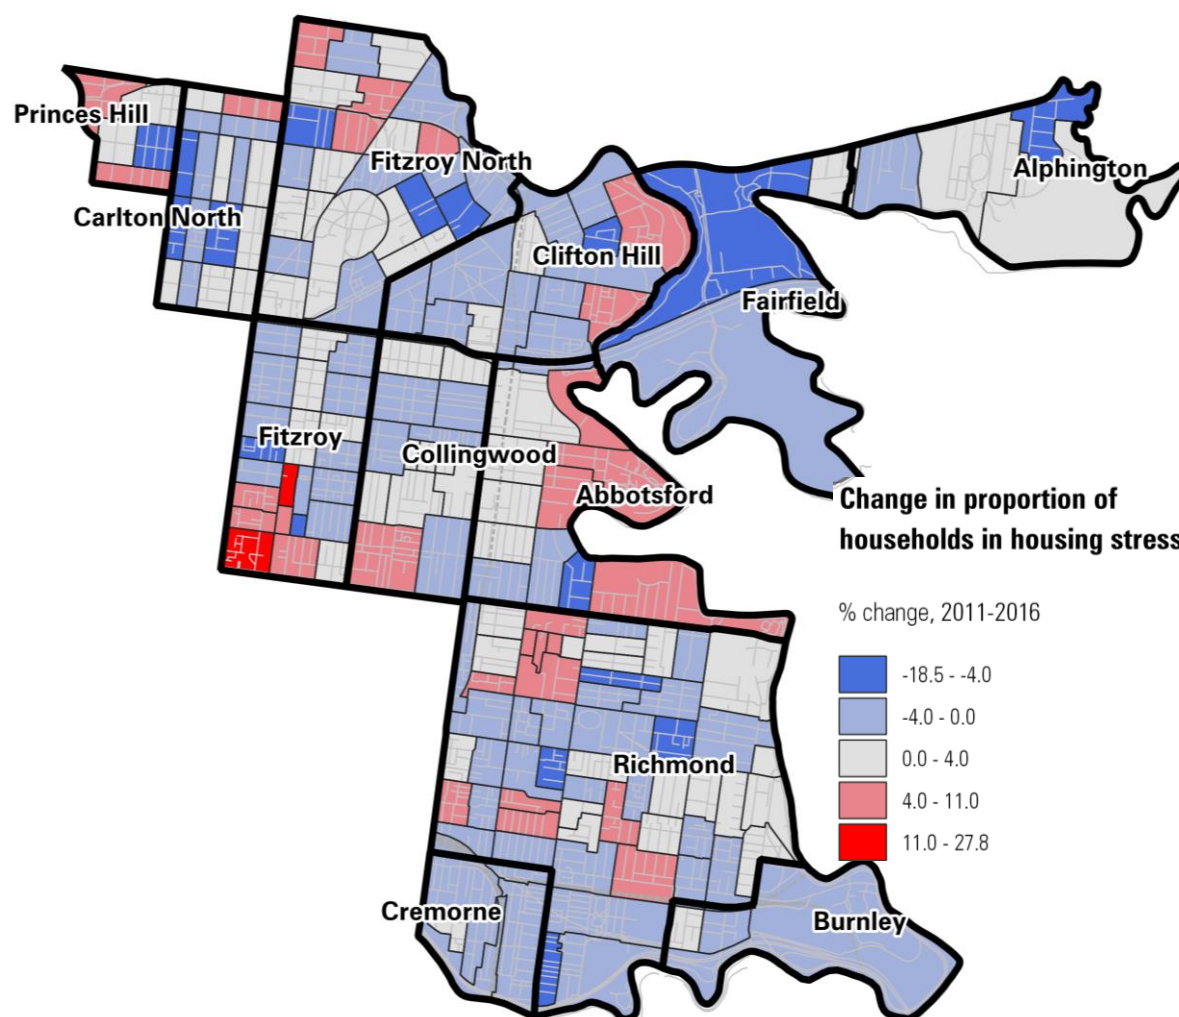 Princes Hill
Fitzroy North
Alphington
Carlton North
Clifton Hill
Fairfield
Fitzroy
Collingwood
Abbotsford
Change in proportion of
households in housing stress
% change, 2011-2016
-18.5 - -4.0
-4.0 - 0.0
0.0 - 4.0
4.0 - 11.0
11.0 - 27.8
Richmond
Cremorne
Burnley